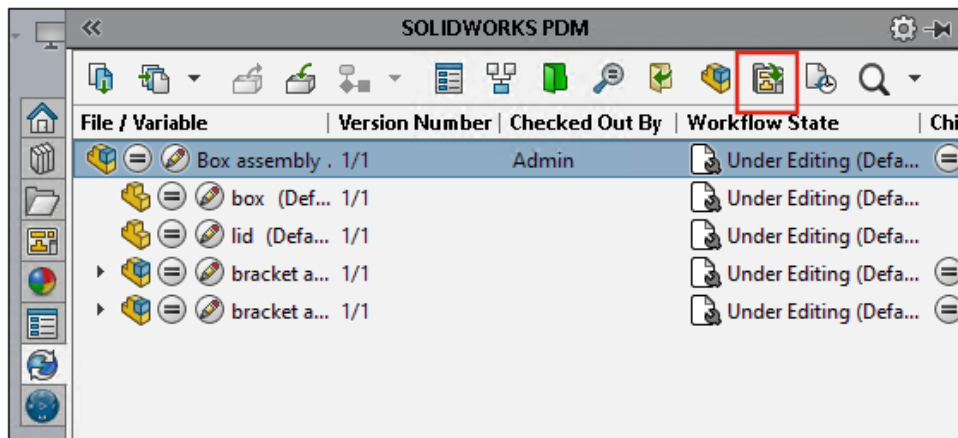 SOLIDWORKS PDM
File / Variable Version Number Checked Out By Workflow State Chi
Box assembly . 1/1 Admin Under Editing (Defa...
box (Def... 1/1 Under Editing (Defa...
lid (Defa... 1/1 Under Editing (Defa...
bracket a... 1/1 Under Editing (Defa...
bracket a... 1/1 Under Editing (Defa...